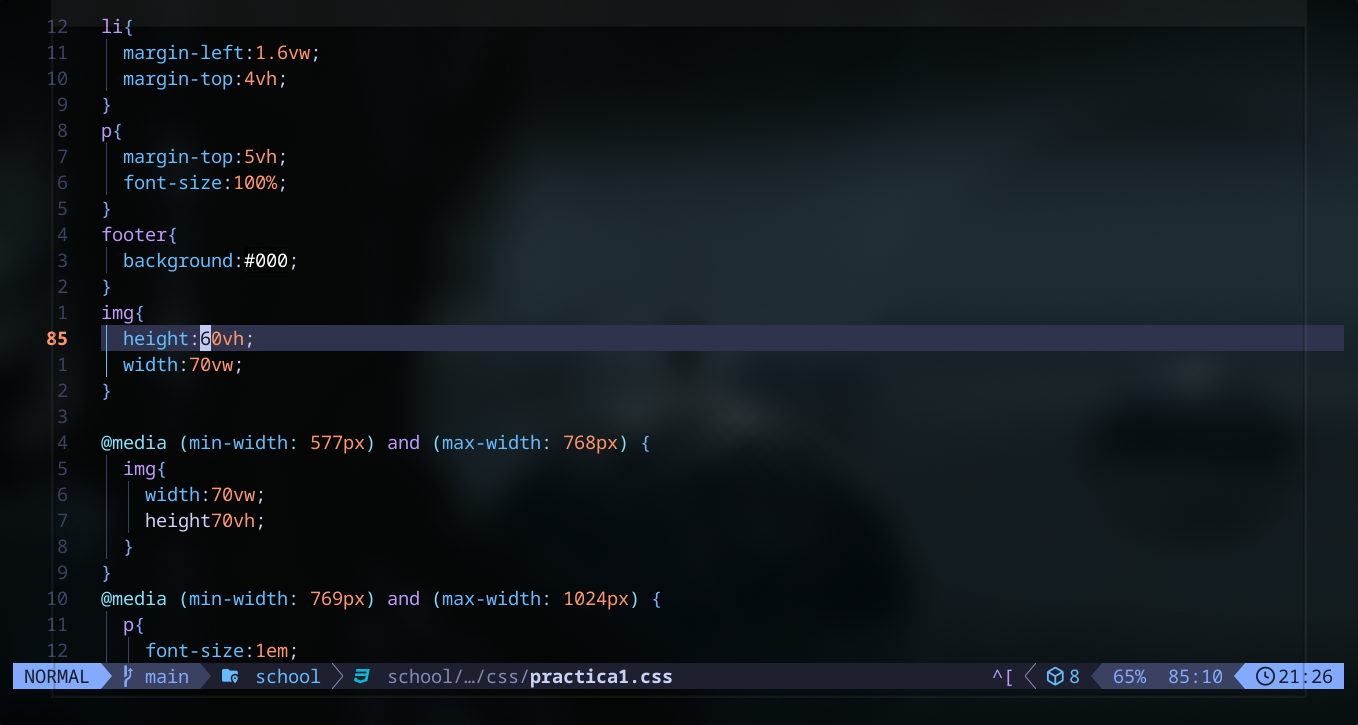 12 li{
11 margin-left:1.6vw;
10 margin-top:4vh;
9 }
8 p{
7 margin-top:5vh;
6 font-size:100%;
5 }
4 footer{
3 background:#000;
2 }
1 img{
85 height:60vh;
1 width:70vw;
2 }
3
4 @media (min-width: 577px) and (max-width: 768px) {
5 img{
6 width:70vw;
7 height70vh;
8 }
9 }
10 @media (min-width: 769px) and (max-width: 1024px) {
11 p{
12 font-size:1em;
NORMAL main school school/…/css/practica1.css ^[ 8 65% 85:10 21:26